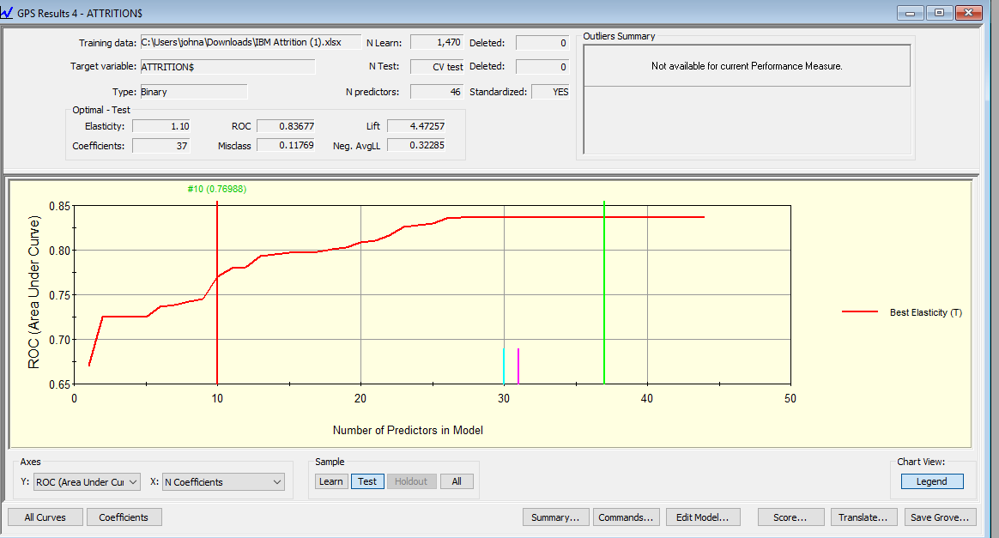 GPS Results 4 - ATTRITION$
Training data: C:\Users\johna\Downloads\IBM Attrition (1).xlsx N Learn: 1,470 Deleted: 0
Target variable: ATTRITION$ N Test: CV test Deleted: 0
Type: Binary N predictors: 46 Standardized: YES
Optimal - Test
Elasticity: 1.10 ROC 0.83677 Lift 4.47257
Coefficients: 37 Misclass 0.11769 Neg. AvgLL 0.32285
Outliers Summary
Not available for current Performance Measure.
#10 (0.76988)
ROC (Area Under Curve)
0.85
0.80
0.75
0.70
0.65
0 10 20 30 40 50
Number of Predictors in Model
Best Elasticity (T)
Axes
Y: ROC (Area Under Cur X: N Coefficients
Sample
Learn Test Holdout All
Chart View:
Legend
All Curves Coefficients Summary... Commands... Edit Model... Score... Translate... Save Grove...